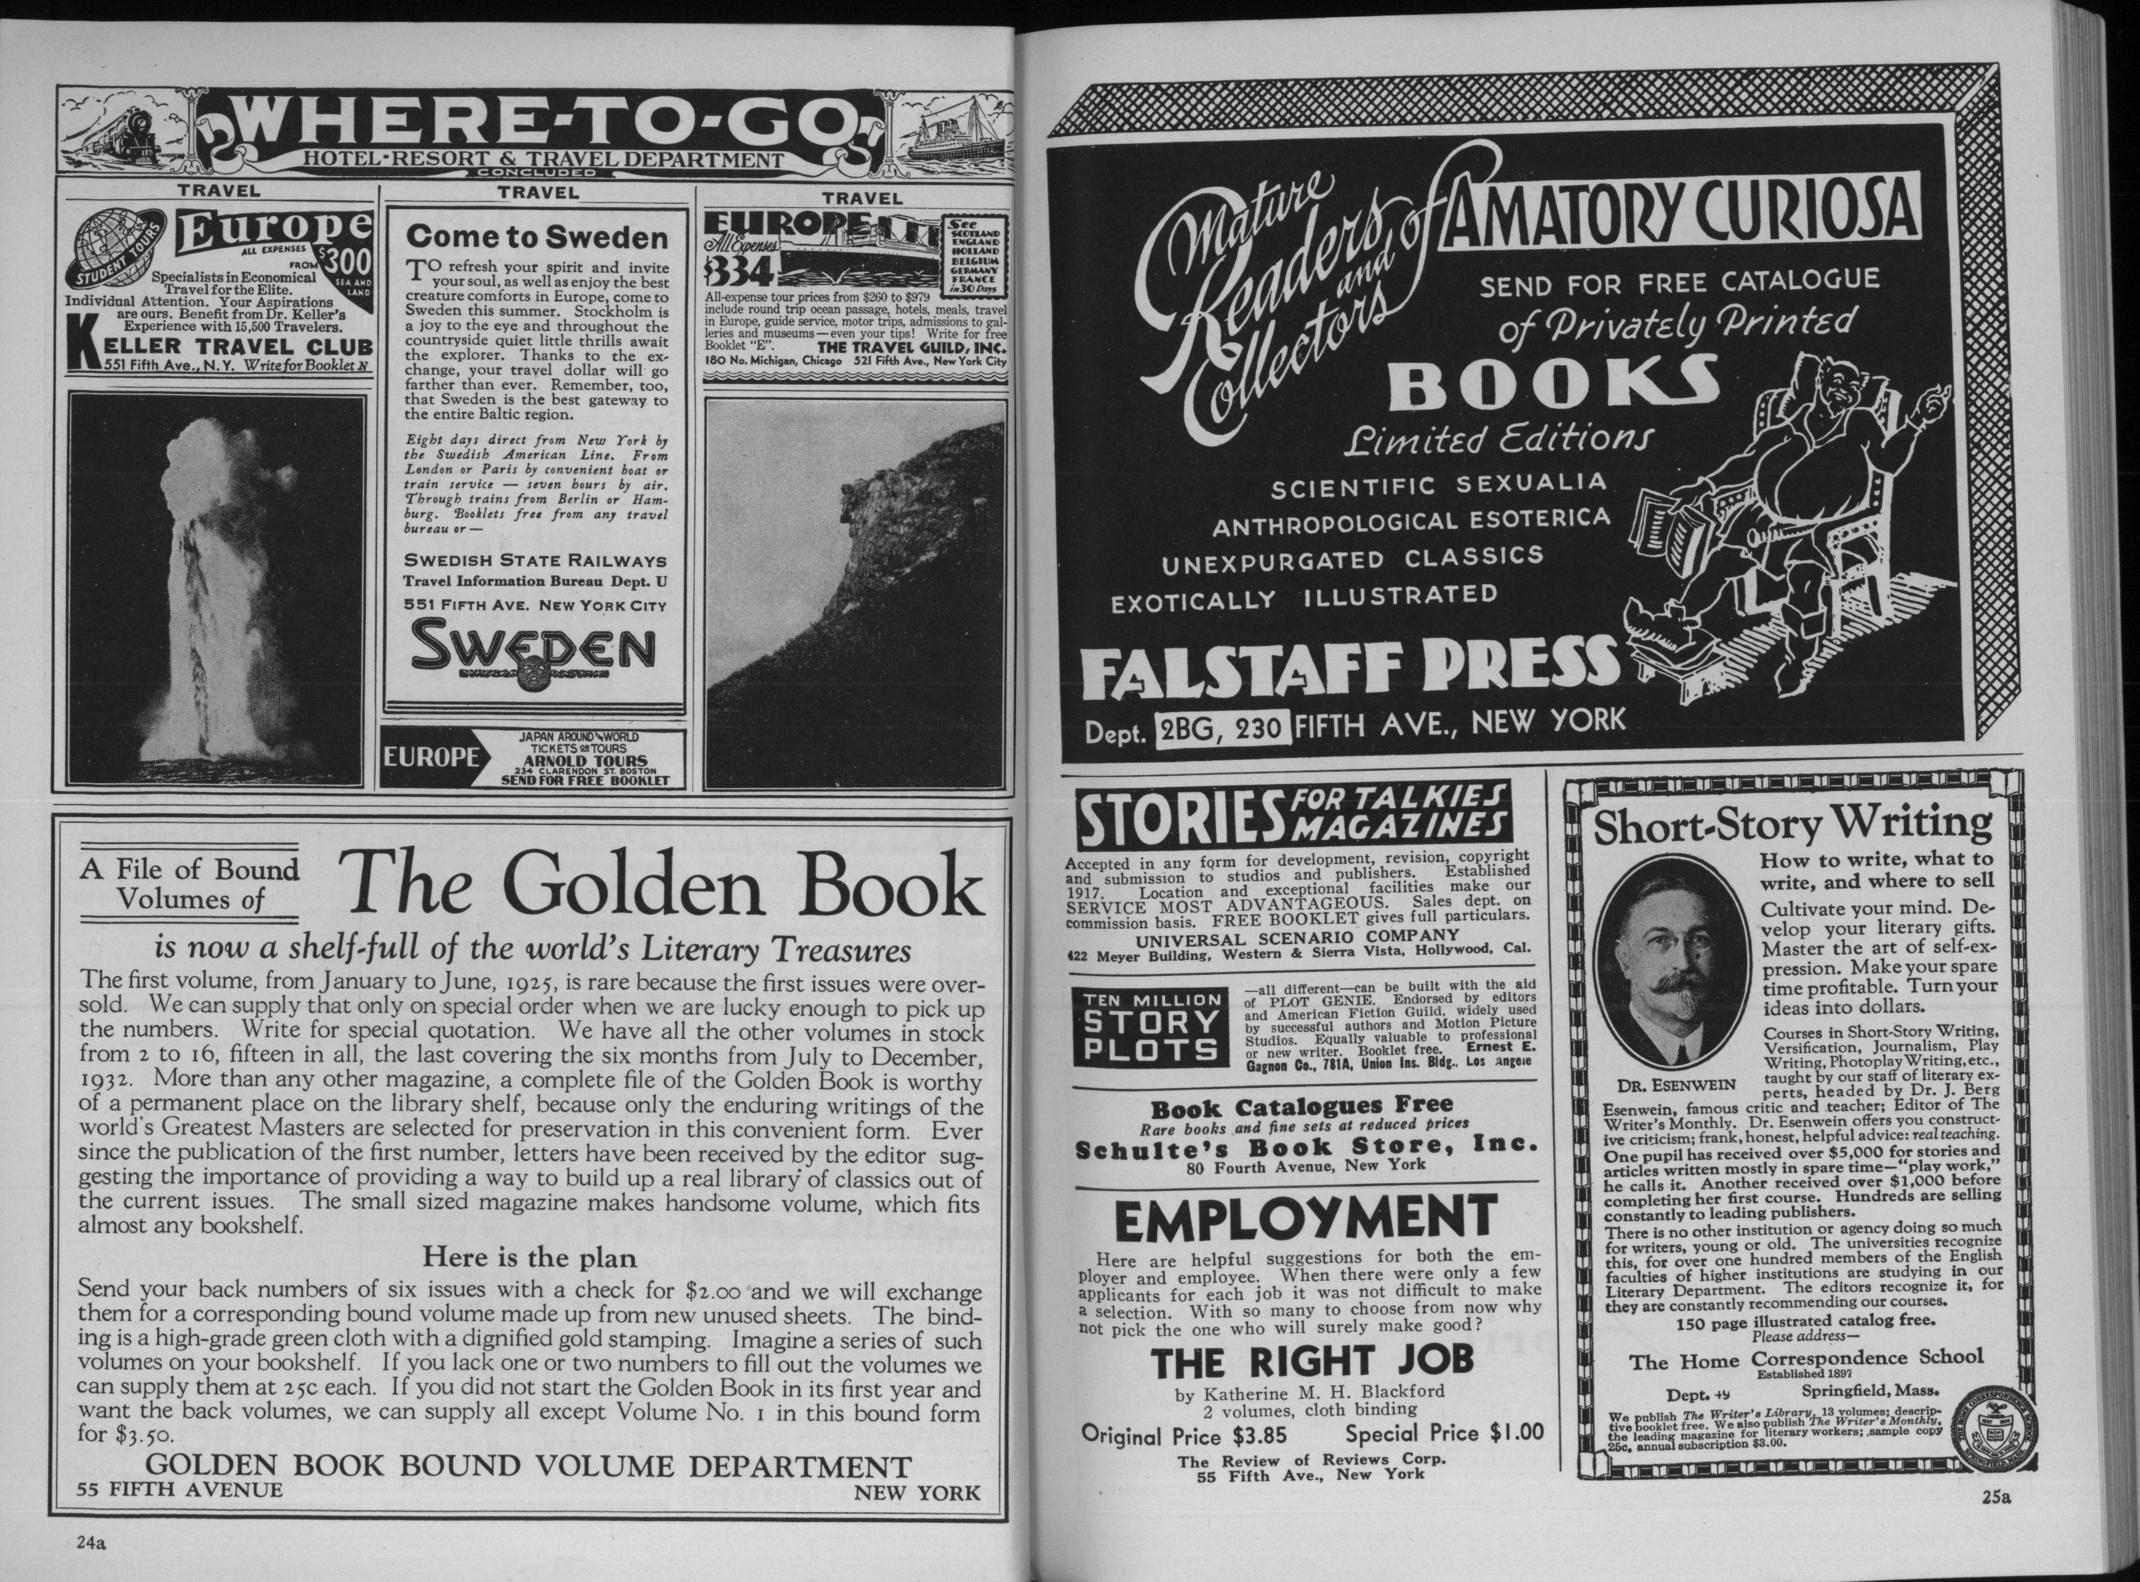 WHERE-TO-GO
HOTEL-RESORT & TRAVEL DEPARTMENT
CONCLUDED
TRAVEL
STUDENT TOURS
Europe
ALL EXPENSES
FROM $300
SEA AND
LAND
Specialists in Economical
Travel for the Elite.
Individual Attention. Your Aspirations
are ours. Benefit from Dr. Keller's
Experience with 15,500 Travelers.
KELLER TRAVEL CLUB
551 Fifth Ave., N.Y. Write for Booklet N
TRAVEL
Come to Sweden
TO refresh your spirit and invite
your soul, as well as enjoy the best
creature comforts in Europe, come to
Sweden this summer. Stockholm is
a joy to the eye and throughout the
countryside quiet little thrills await
the explorer. Thanks to the ex-
change, your travel dollar will go
farther than ever. Remember, too,
that Sweden is the best gateway to
the entire Baltic region.
Eight days direct from New York by
the Swedish American Line. From
London or Paris by convenient boat or
train service — seven hours by air.
Through trains from Berlin or Ham-
burg. Booklets free from any travel
bureau or —
SWEDISH STATE RAILWAYS
Travel Information Bureau Dept. U
551 FIFTH AVE. NEW YORK CITY
SWEDEN
EUROPE
JAPAN AROUND WORLD
TICKETS OR TOURS
ARNOLD TOURS
234 CLARENDON ST. BOSTON
SEND FOR FREE BOOKLET
TRAVEL
EUROPE
All Expenses
$334
See
SCOTLAND
ENGLAND
HOLLAND
BELGIUM
GERMANY
FRANCE
in 30 Days
All-expense tour prices from $260 to $979
include round trip ocean passage, hotels, meals, travel
in Europe, guide service, motor trips, admissions to gal-
leries and museums—even your tips! Write for free
Booklet "E". THE TRAVEL GUILD, INC.
180 No. Michigan, Chicago 521 Fifth Ave., New York City
A File of Bound
Volumes of
The Golden Book
is now a shelf-full of the world's Literary Treasures
The first volume, from January to June, 1925, is rare because the first issues were over-
sold. We can supply that only on special order when we are lucky enough to pick up
the numbers. Write for special quotation. We have all the other volumes in stock
from 2 to 16, fifteen in all, the last covering the six months from July to December,
1932. More than any other magazine, a complete file of the Golden Book is worthy
of a permanent place on the library shelf, because only the enduring writings of the
world's Greatest Masters are selected for preservation in this convenient form. Ever
since the publication of the first number, letters have been received by the editor sug-
gesting the importance of providing a way to build up a real library of classics out of
the current issues. The small sized magazine makes handsome volume, which fits
almost any bookshelf.
Here is the plan
Send your back numbers of six issues with a check for $2.00 and we will exchange
them for a corresponding bound volume made up from new unused sheets. The bind-
ing is a high-grade green cloth with a dignified gold stamping. Imagine a series of such
volumes on your bookshelf. If you lack one or two numbers to fill out the volumes we
can supply them at 25c each. If you did not start the Golden Book in its first year and
want the back volumes, we can supply all except Volume No. 1 in this bound form
for $3.50.
GOLDEN BOOK BOUND VOLUME DEPARTMENT
55 FIFTH AVENUE NEW YORK
24a
Mature
Readers
and
Collectors
of AMATORY CURIOSA
SEND FOR FREE CATALOGUE
of Privately Printed
BOOKS
Limited Editions
SCIENTIFIC SEXUALIA
ANTHROPOLOGICAL ESOTERICA
UNEXPURGATED CLASSICS
EXOTICALLY ILLUSTRATED
FALSTAFF PRESS
Dept. 2BG, 230 FIFTH AVE., NEW YORK
STORIES FOR TALKIES
MAGAZINES
Accepted in any form for development, revision, copyright
and submission to studios and publishers. Established
1917. Location and exceptional facilities make our
SERVICE MOST ADVANTAGEOUS. Sales dept. on
commission basis. FREE BOOKLET gives full particulars.
UNIVERSAL SCENARIO COMPANY
422 Meyer Building, Western & Sierra Vista, Hollywood, Cal.
TEN MILLION
STORY
PLOTS
—all different—can be built with the aid
of PLOT GENIE. Endorsed by editors
and American Fiction Guild, widely used
by successful authors and Motion Picture
Studios. Equally valuable to professional
or new writer. Booklet free. Ernest E.
Gagnon Co., 781A, Union Ins. Bldg., Los Angele
Book Catalogues Free
Rare books and fine sets at reduced prices
Schulte's Book Store, Inc.
80 Fourth Avenue, New York
EMPLOYMENT
Here are helpful suggestions for both the em-
ployer and employee. When there were only a few
applicants for each job it was not difficult to make
a selection. With so many to choose from now why
not pick the one who will surely make good?
THE RIGHT JOB
by Katherine M. H. Blackford
2 volumes, cloth binding
Original Price $3.85 Special Price $1.00
The Review of Reviews Corp.
55 Fifth Ave., New York
Short-Story Writing
How to write, what to
write, and where to sell
Cultivate your mind. De-
velop your literary gifts.
Master the art of self-ex-
pression. Make your spare
time profitable. Turn your
ideas into dollars.
Courses in Short-Story Writing,
Versification, Journalism, Play
Writing, Photoplay Writing, etc.,
taught by our staff of literary ex-
DR. ESENWEIN perts, headed by Dr. J. Berg
Esenwein, famous critic and teacher; Editor of The
Writer's Monthly. Dr. Esenwein offers you construct-
ive criticism; frank, honest, helpful advice: real teaching.
One pupil has received over $5,000 for stories and
articles written mostly in spare time—"play work,"
he calls it. Another received over $1,000 before
completing her first course. Hundreds are selling
constantly to leading publishers.
There is no other institution or agency doing so much
for writers, young or old. The universities recognize
this, for over one hundred members of the English
faculties of higher institutions are studying in our
Literary Department. The editors recognize it, for
they are constantly recommending our courses.
150 page illustrated catalog free.
Please address—
The Home Correspondence School
Established 1897
Dept. 49 Springfield, Mass.
We publish The Writer's Library, 13 volumes; descrip-
tive booklet free. We also publish The Writer's Monthly,
the leading magazine for literary workers; sample copy
25c, annual subscription $3.00.
25a